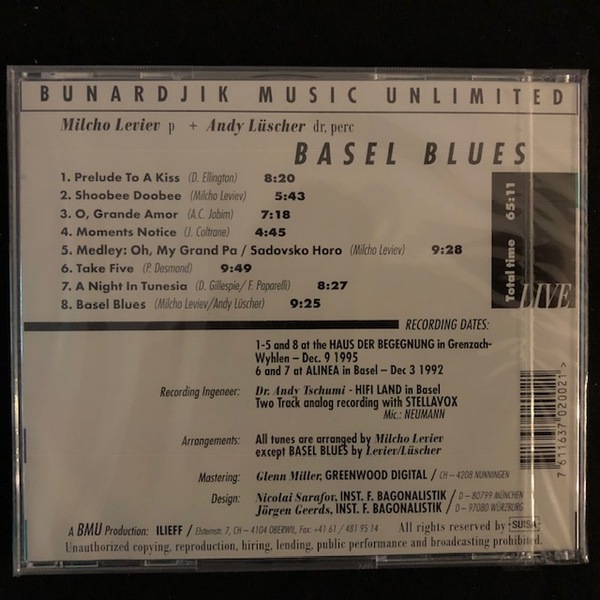 BUNARDJIK MUSIC UNLIMITED
Milcho Leviev p + Andy Lüscher dr, perc
BASEL BLUES
1. Prelude To A Kiss (D. Ellington) 8:20
2. Shoobee Doobee (Milcho Leviev) 5:43
3. O, Grande Amor (A.C. Jobim) 7:18
4. Moments Notice (J. Coltrane) 4:45
5. Medley: Oh, My Grand Pa / Sadovsko Horo (Milcho Leviev) 9:28
6. Take Five (P. Desmond) 9:49
7. A Night In Tunesia (D. Gillespie/ F. Paparelli) 8:27
8. Basel Blues (Milcho Leviev/Andy Lüscher) 9:25
Total time 65:11
LIVE
RECORDING DATES:
1-5 and 8 at the HAUS DER BEGEGNUNG in Grenzach-
Wyhlen – Dec. 9 1995
6 and 7 at ALINEA in Basel – Dec 3 1992
Recording Ingeneer: Dr. Andy Tschumi - HIFI LAND in Basel
Two Track analog recording with STELLAVOX
Mic.: NEUMANN
Arrangements: All tunes are arranged by Milcho Leviev
except BASEL BLUES by Leviev/Lüscher
Mastering: Glenn Miller, GREENWOOD DIGITAL / CH – 4208 NUNNINGEN
Design: Nicolai Sarafov, INST. F. BAGONALISTIK / D – 80799 MÜNCHEN
Jörgen Geerds, INST. F. BAGONALISTIK / D – 97080 WÜRZBURG
7 611637 020021 >
A BMU Production: ILIEFF / Elsternstr. 7, CH – 4104 OBERWIL, Fax +41 61 / 481 95 14 All rights reserved by SUISA
Unauthorized copying, reproduction, hiring, lending, public performance and broadcasting prohibited.